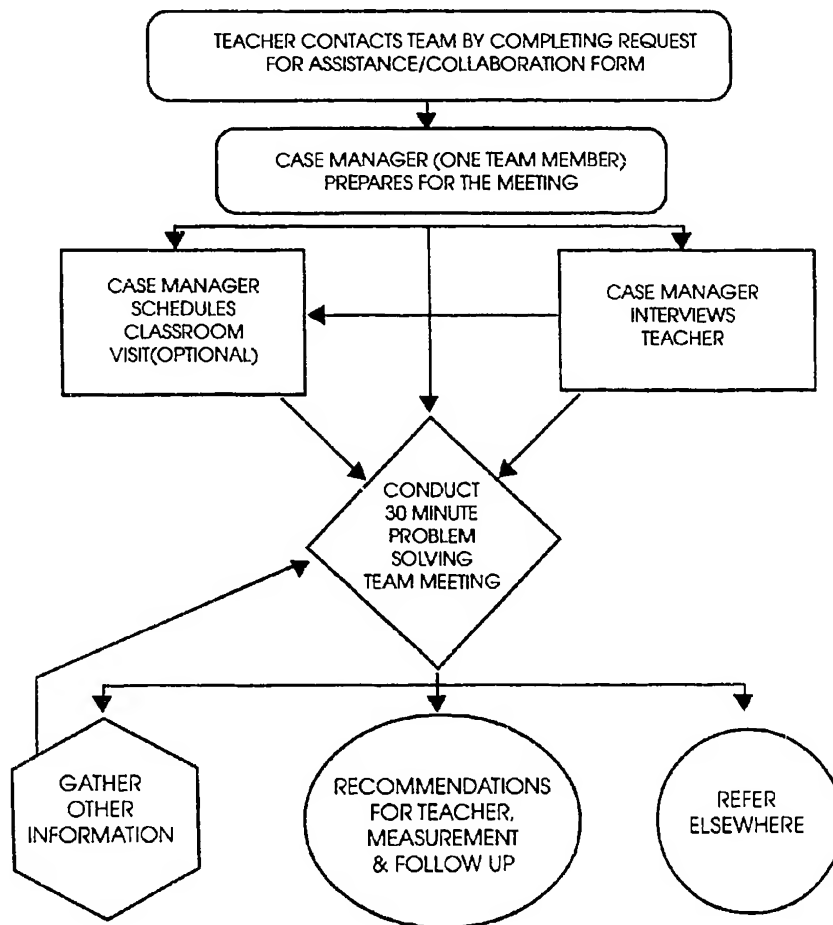 TEACHER CONTACTS TEAM BY COMPLETING REQUEST
FOR ASSISTANCE/COLLABORATION FORM
CASE MANAGER (ONE TEAM MEMBER)
PREPARES FOR THE MEETING
CASE MANAGER
SCHEDULES
CLASSROOM
VISIT(OPTIONAL)
CASE MANAGER
INTERVIEWS
TEACHER
CONDUCT
30 MINUTE
PROBLEM
SOLVING
TEAM MEETING
GATHER
OTHER
INFORMATION
RECOMMENDATIONS
FOR TEACHER,
MEASUREMENT
& FOLLOW UP
REFER
ELSEWHERE